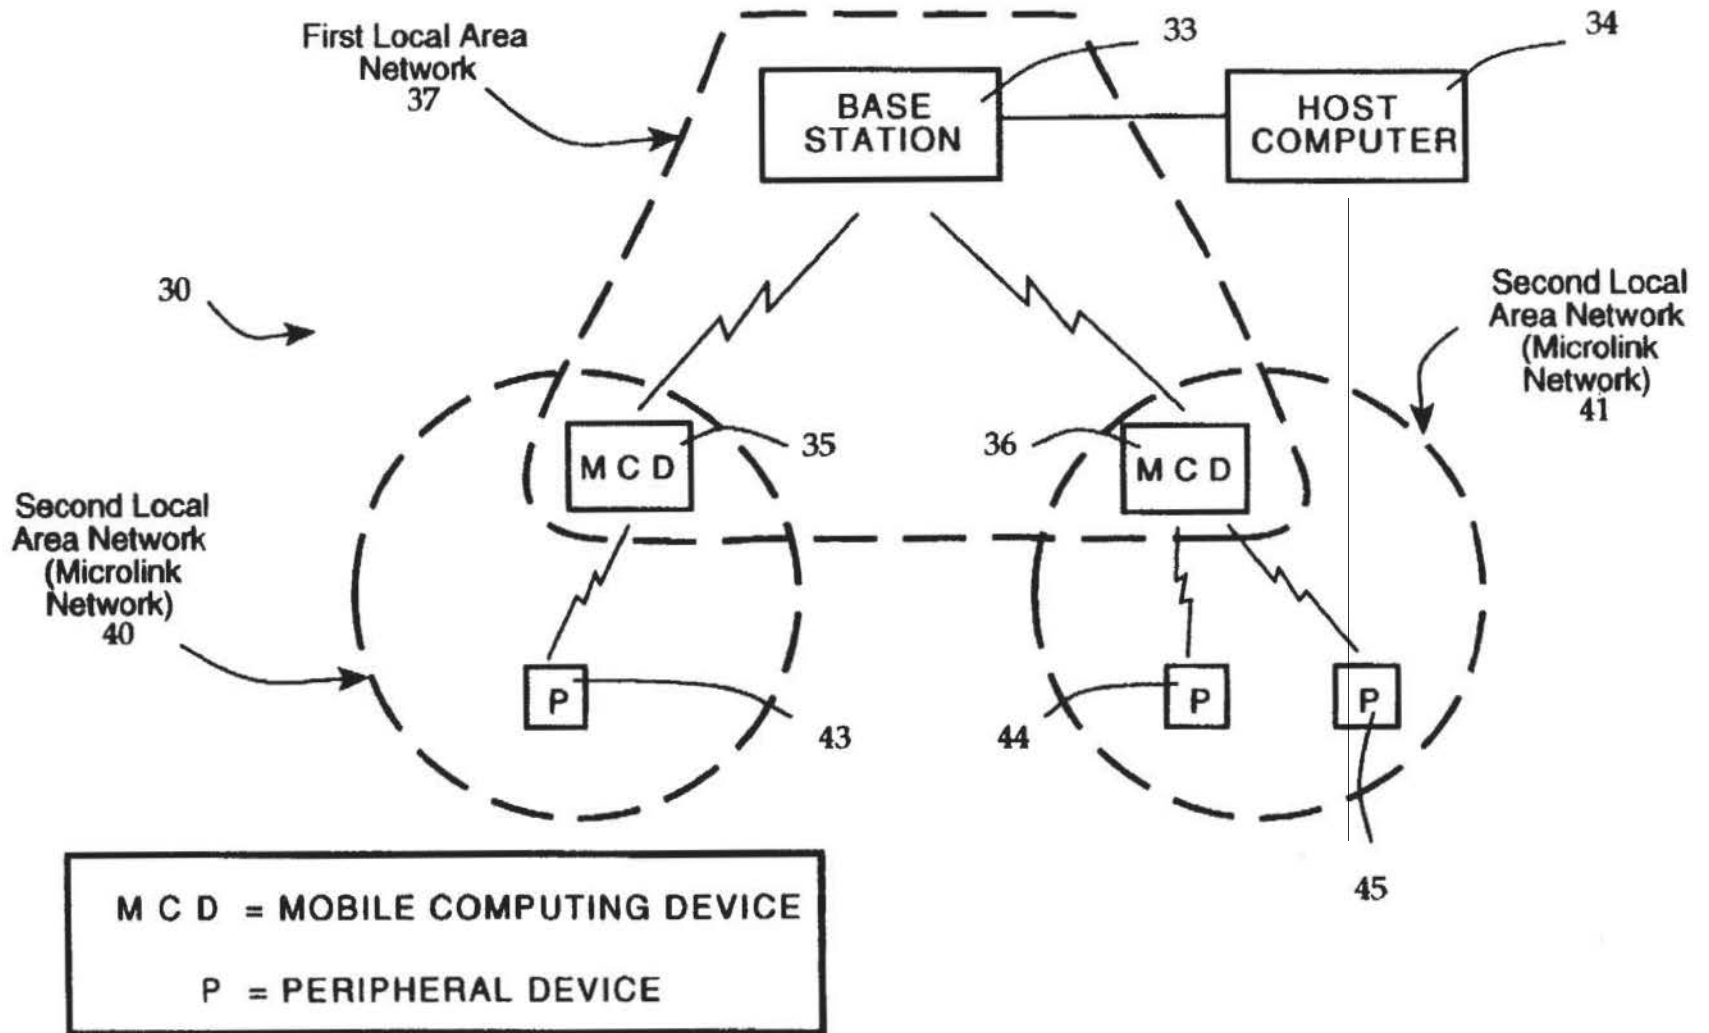 First Local Area
Network
37
33
34
BASE
STATION
HOST
COMPUTER
30
Second Local
Area Network
(Microlink
Network)
41
M C D
35
36
M C D
Second Local
Area Network
(Microlink
Network)
40
P
43
44
P
P
45
M C D = MOBILE COMPUTING DEVICE
P = PERIPHERAL DEVICE